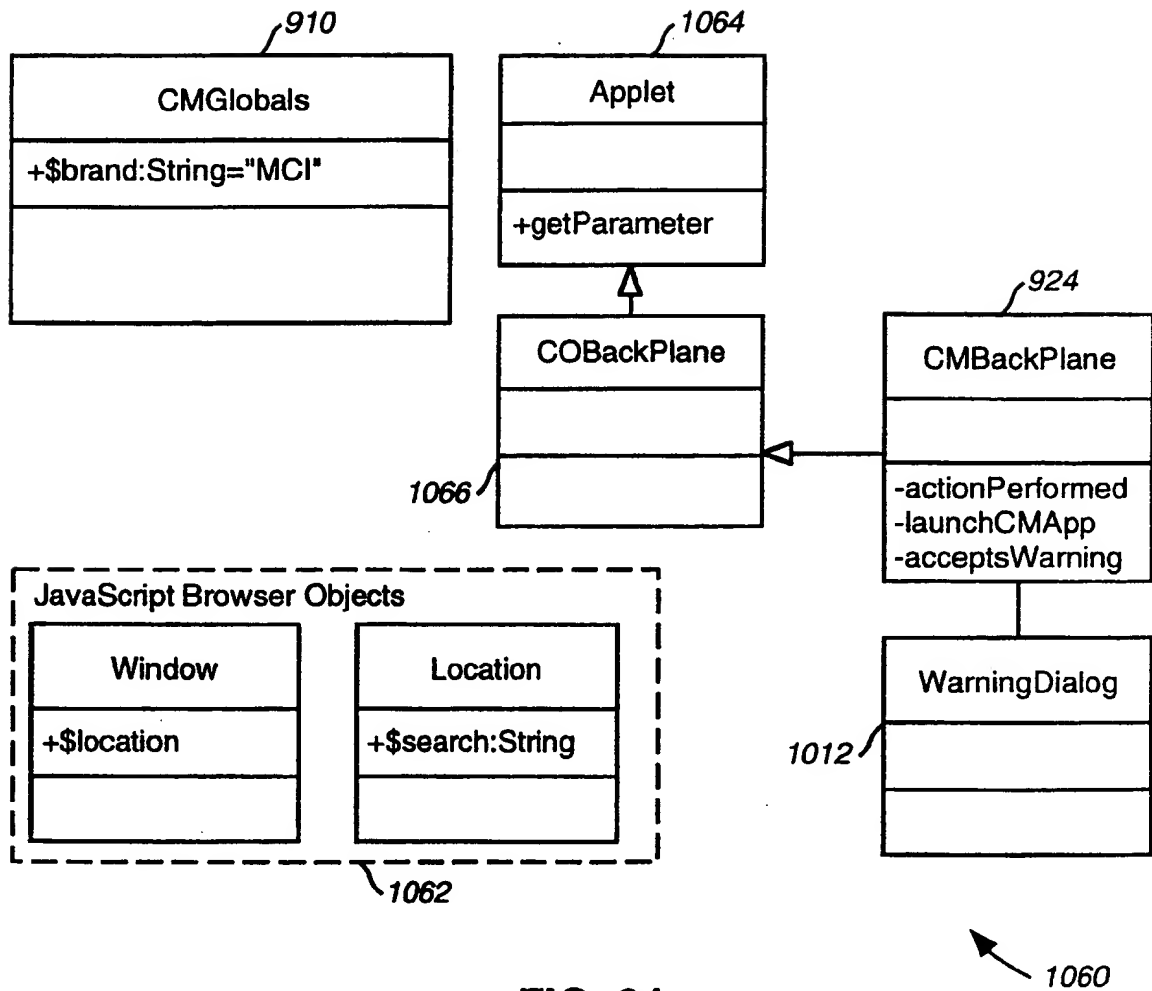 910
CMGlobals
+$brand:String="MCI"
1064
Applet
+getParameter
COBackPlane
1066
924
CMBackPlane
-actionPerformed
-launchCMApp
-acceptsWarning
JavaScript Browser Objects
Window
+$location
Location
+$search:String
1062
WarningDialog
1012
1060